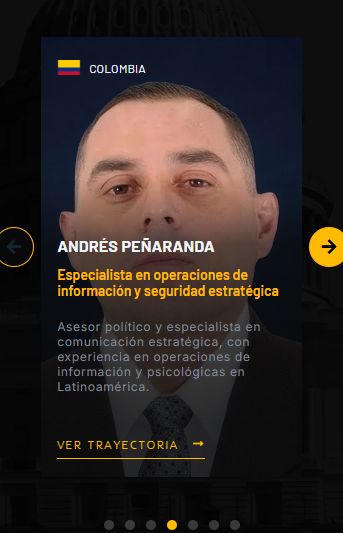 COLOMBIA
ANDRÉS PEÑARANDA
Especialista en operaciones de
información y seguridad estratégica
Asesor político y especialista en
comunicación estratégica, con
experiencia en operaciones de
información y psicológicas en
Latinoamérica.
VER TRAYECTORIA →